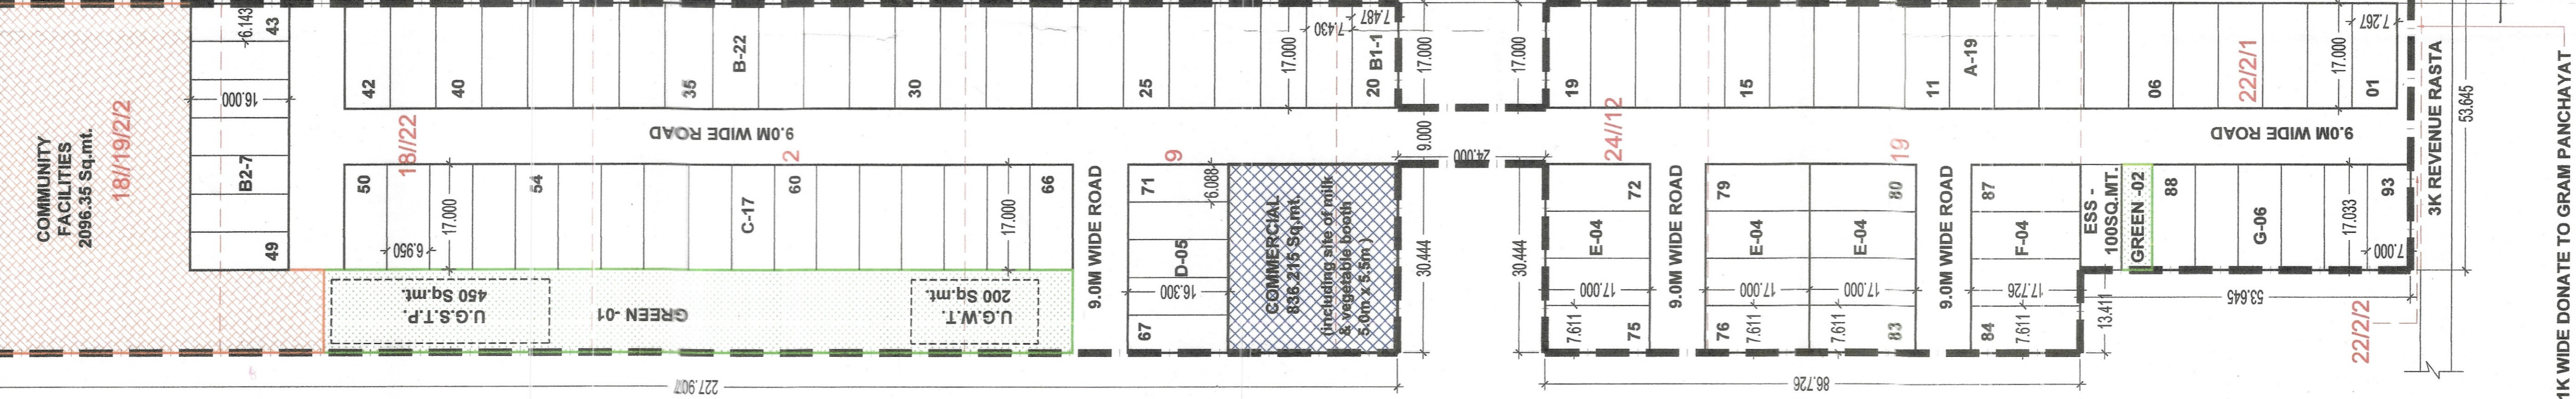 COMMUNITY
FACILITIES
2096.35 Sq.mt.
18//19/2/2
6.143
43
16.000
B2-7
49
42
40
35
B-22
30
25
17.000
7.430
7.487
B1-1
20
17.000
9.0M WIDE ROAD
18//22
2
9
50
54
60
66
6.950
17.000
C-17
17.000
U.G.S.T.P.
450 Sq.mt.
GREEN -01
U.G.W.T.
200 Sq.mt.
9.0M WIDE ROAD
71
6.088
D-05
16.300
67
COMMERCIAL
836.215 Sq.mt.
(including site of milk
& vegetable booth
5.0m x 5.5m )
9.000
24.000
30.444
227.907
17.000
19
15
11
A-19
06
22/2/1
17.000
7.267
01
24//12
19
9.0M WIDE ROAD
30.444
72
E-04
17.000
7.611
75
9.0M WIDE ROAD
79
E-04
17.000
7.611
76
80
E-04
17.000
7.611
83
9.0M WIDE ROAD
87
F-04
17.726
7.611
84
13.411
ESS -
100SQ.MT.
GREEN -02
88
G-06
17.033
93
7.000
53.645
86.726
22/2/2
3K REVENUE RASTA
53.645
1K WIDE DONATE TO GRAM PANCHAYAT